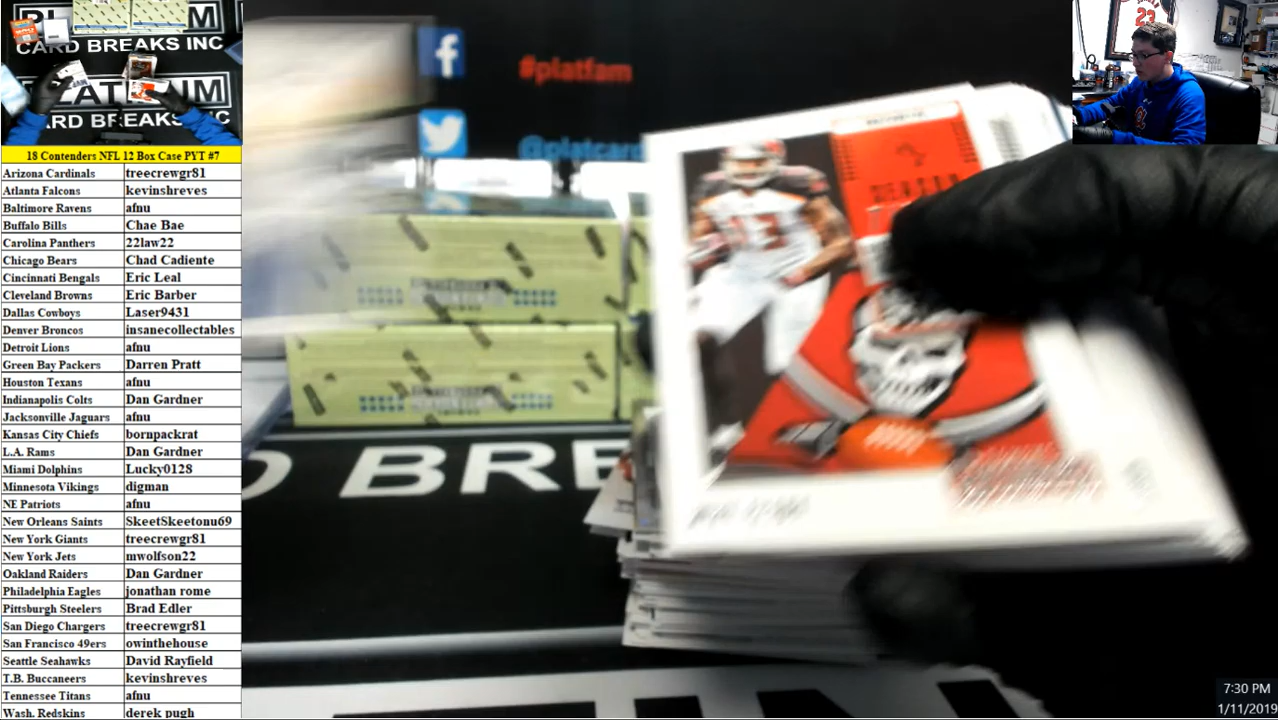 CARD BREAKS INC
PLATINUM
CARD BREAKS INC
f
#platfam
@platcard
23
18 Contenders NFL 12 Box Case PYT #7
Arizona Cardinals treecrewgr81
Atlanta Falcons kevinshreves
Baltimore Ravens afnu
Buffalo Bills Chae Bae
Carolina Panthers 22law22
Chicago Bears Chad Cadiente
Cincinnati Bengals Eric Leal
Cleveland Browns Eric Barber
Dallas Cowboys Laser9431
Denver Broncos insanecollectables
Detroit Lions afnu
Green Bay Packers Darren Pratt
Houston Texans afnu
Indianapolis Colts Dan Gardner
Jacksonville Jaguars afnu
Kansas City Chiefs bornpackrat
L.A. Rams Dan Gardner
Miami Dolphins Lucky0128
Minnesota Vikings digman
NE Patriots afnu
New Orleans Saints SkeetSkeetonu69
New York Giants treecrewgr81
New York Jets mwolfson22
Oakland Raiders Dan Gardner
Philadelphia Eagles jonathan rome
Pittsburgh Steelers Brad Edler
San Diego Chargers treecrewgr81
San Francisco 49ers owinthehouse
Seattle Seahawks David Rayfield
T.B. Buccaneers kevinshreves
Tennessee Titans afnu
Wash. Redskins derek pugh
SEASON
13
D BRE
7:30 PM
1/11/2019